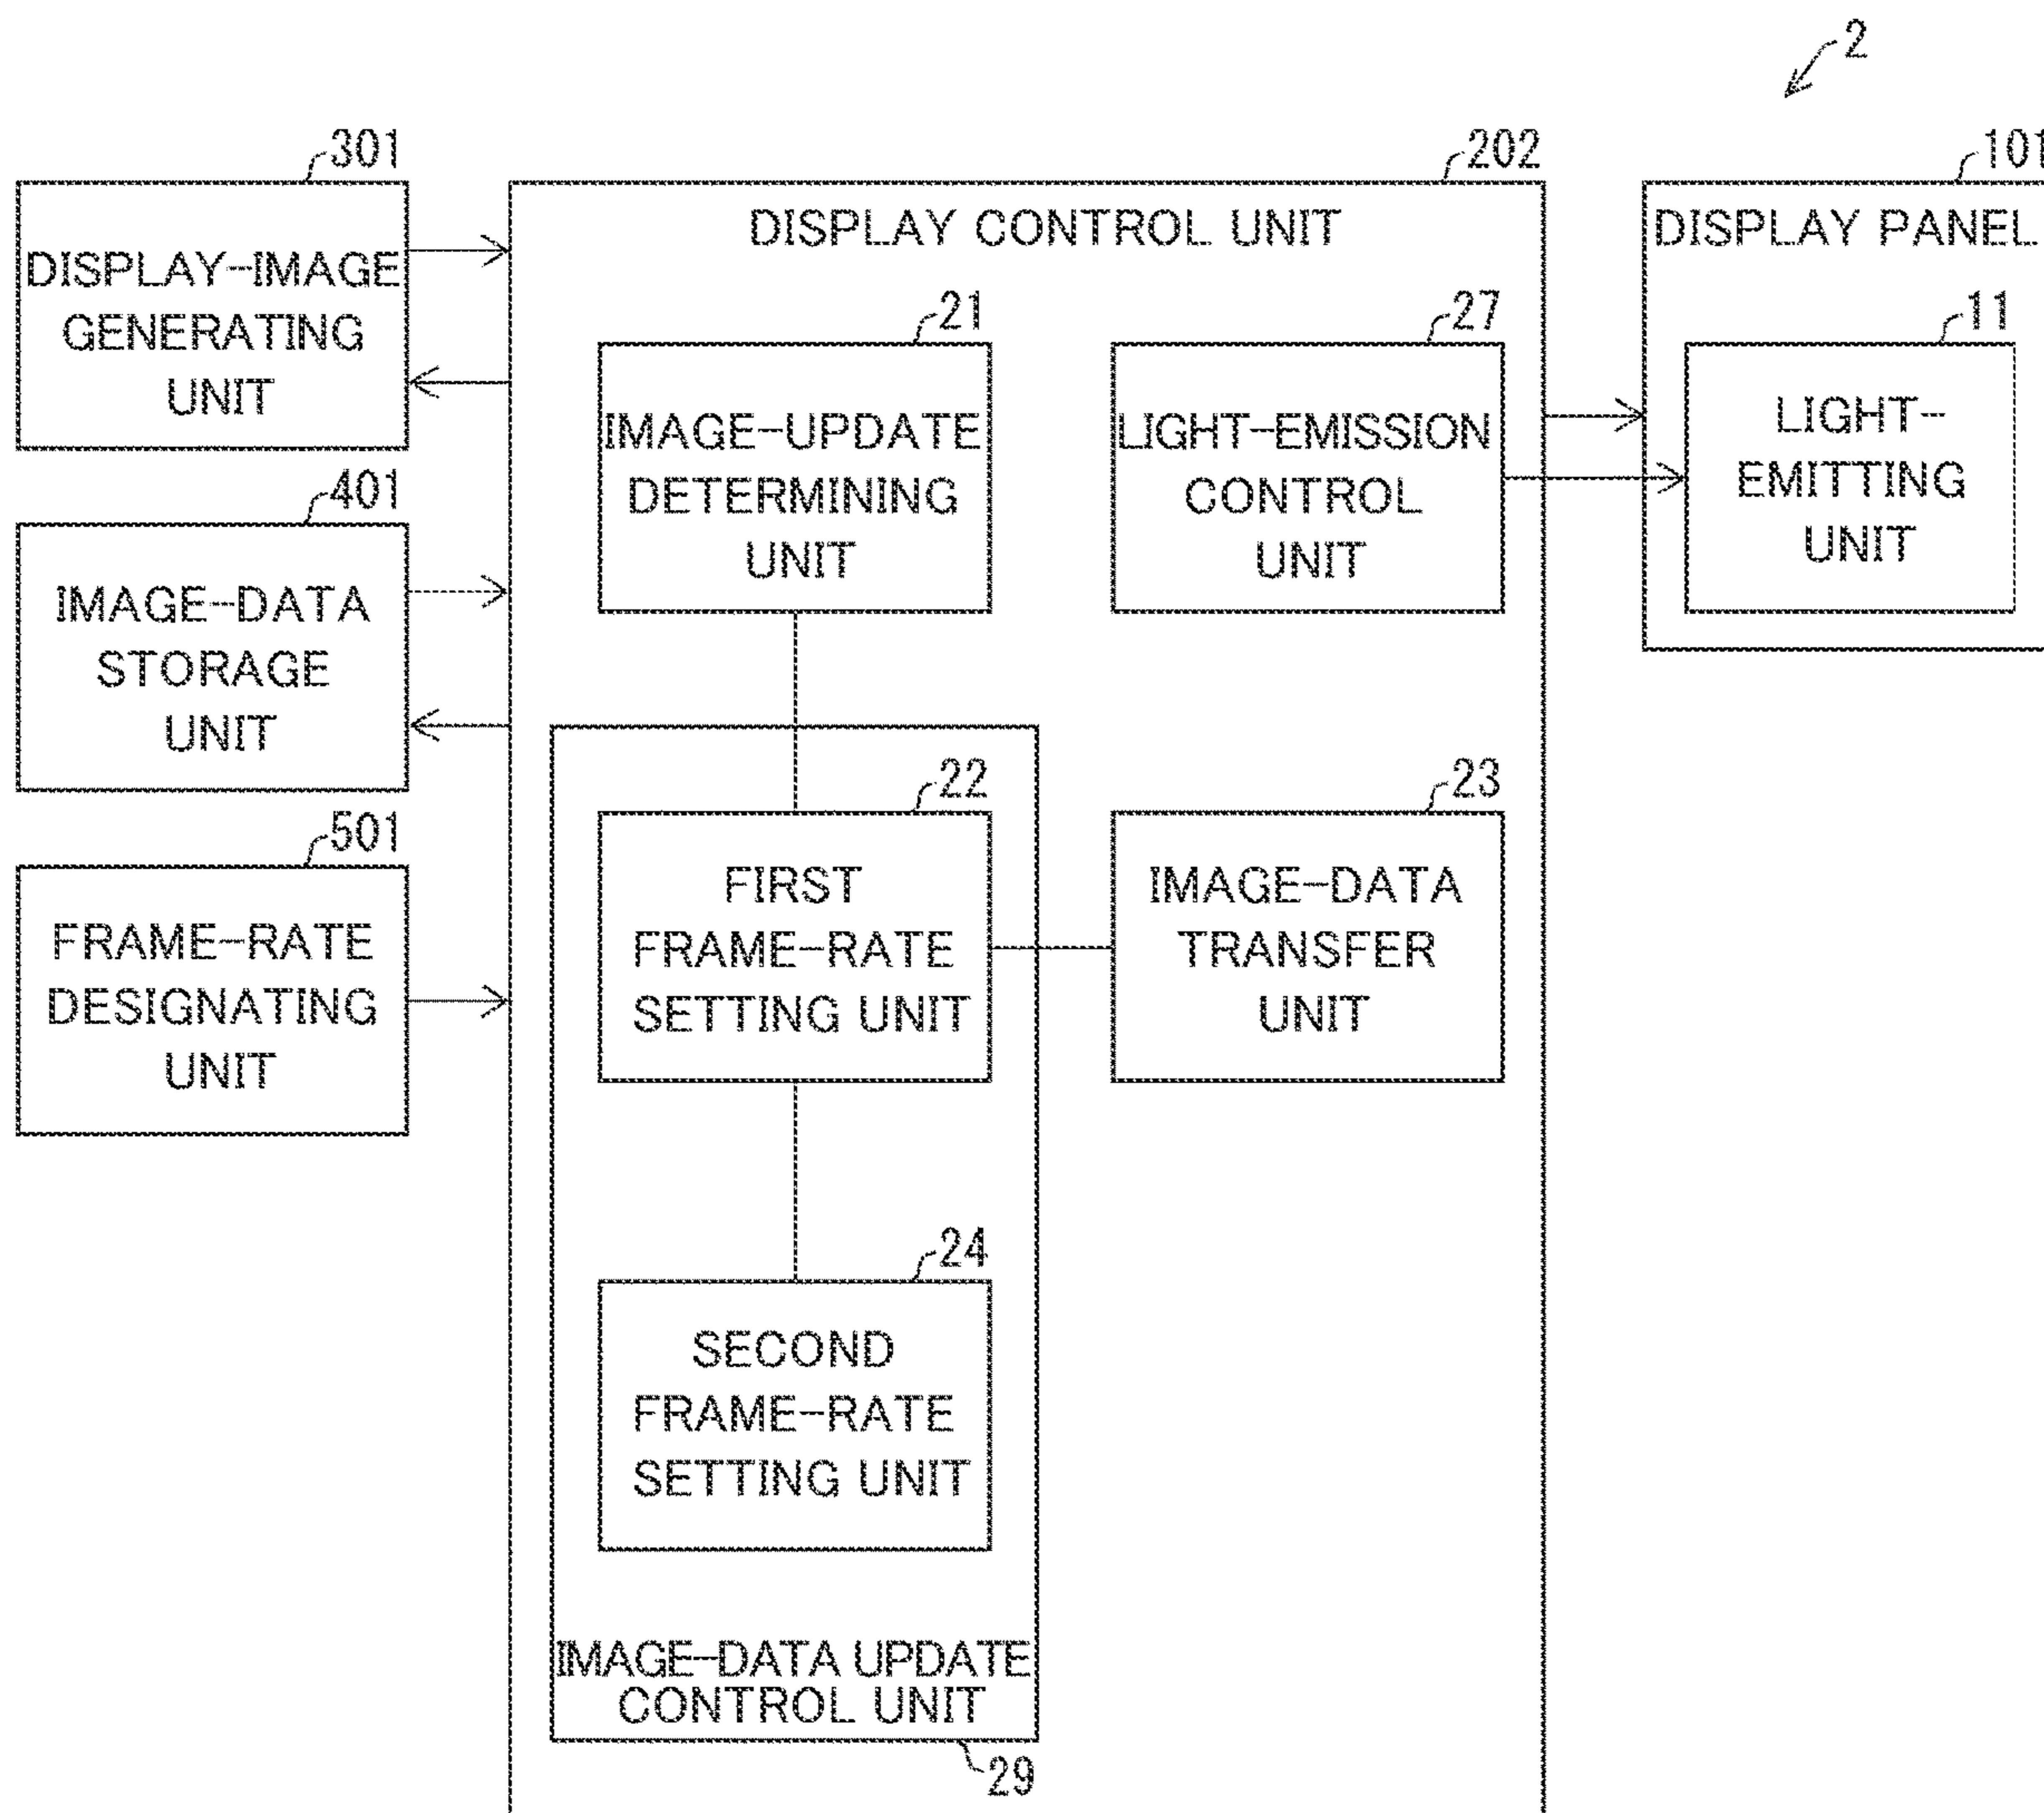 2
301
DISPLAY-IMAGE
GENERATING
UNIT
401
IMAGE-DATA
STORAGE
UNIT
501
FRAME-RATE
DESIGNATING
UNIT
202
DISPLAY CONTROL UNIT
21
IMAGE-UPDATE
DETERMINING
UNIT
27
LIGHT-EMISSION
CONTROL
UNIT
22
FIRST
FRAME-RATE
SETTING UNIT
23
IMAGE-DATA
TRANSFER
UNIT
24
SECOND
FRAME-RATE
SETTING UNIT
IMAGE-DATA UPDATE
CONTROL UNIT
29
101
DISPLAY PANEL
11
LIGHT-
EMITTING
UNIT